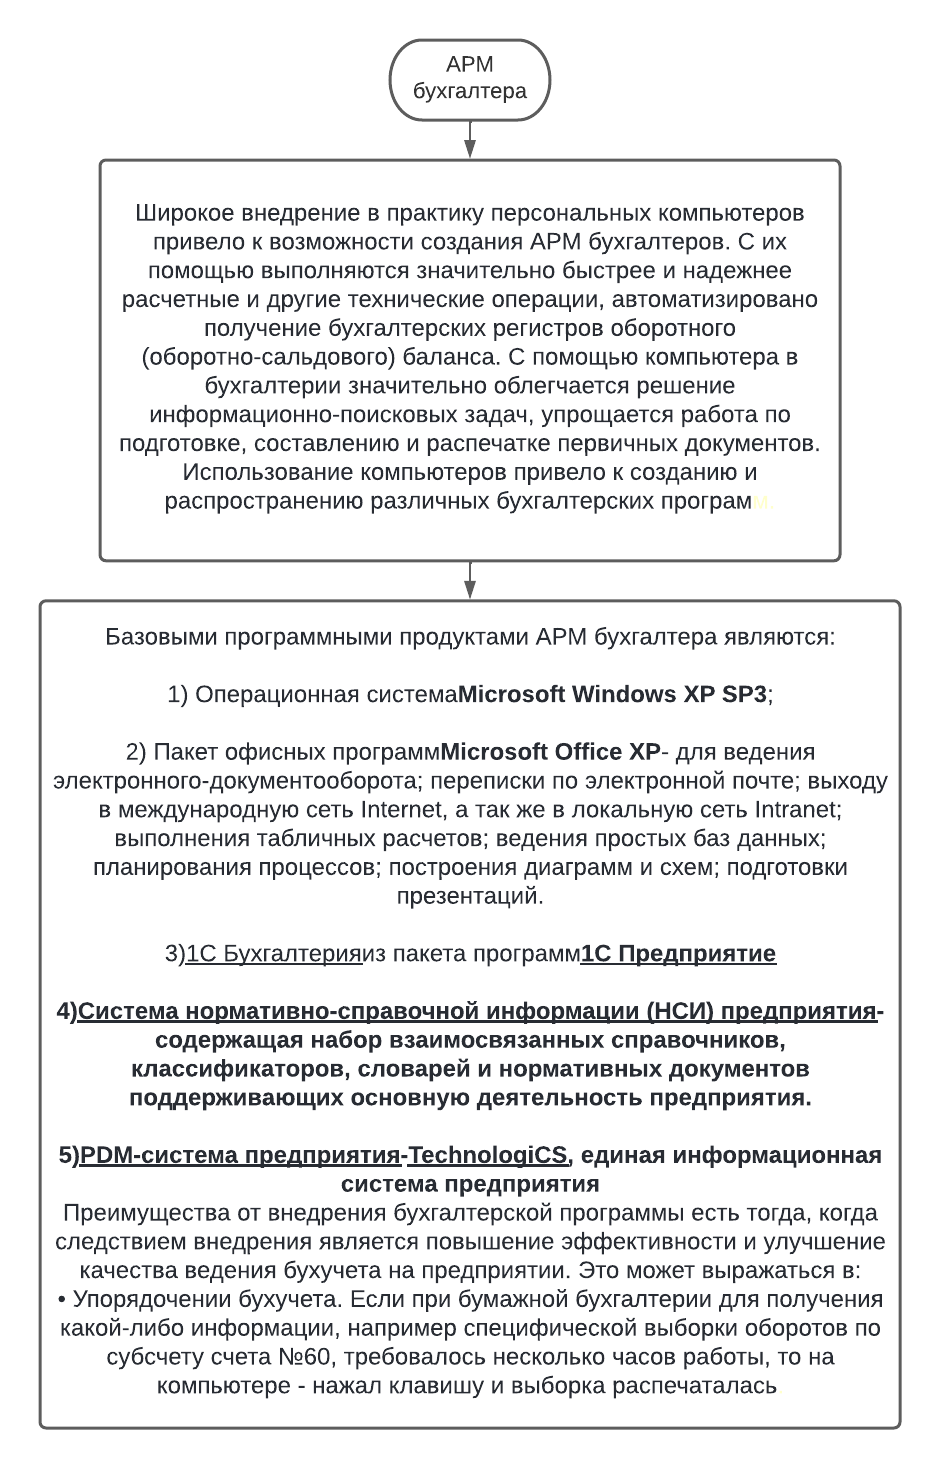 АРМ
бухгалтера
Широкое внедрение в практику персональных компьютеров
привело к возможности создания АРМ бухгалтеров. С их
помощью выполняются значительно быстрее и надежнее
расчетные и другие технические операции, автоматизировано
получение бухгалтерских регистров оборотного
(оборотно-сальдового) баланса. С помощью компьютера в
бухгалтерии значительно облегчается решение
информационно-поисковых задач, упрощается работа по
подготовке, составлению и распечатке первичных документов.
Использование компьютеров привело к созданию и
распространению различных бухгалтерских программ.
Базовыми программными продуктами АРМ бухгалтера являются:
1) Операционная системаMicrosoft Windows XP SP3;
2) Пакет офисных программMicrosoft Office XP- для ведения
электронного-документооборота; переписки по электронной почте; выходу
в международную сеть Internet, а так же в локальную сеть Intranet;
выполнения табличных расчетов; ведения простых баз данных;
планирования процессов; построения диаграмм и схем; подготовки
презентаций.
3)1С Бухгалтерияиз пакета программ1С Предприятие
4)Система нормативно-справочной информации (НСИ) предприятия-
содержащая набор взаимосвязанных справочников,
классификаторов, словарей и нормативных документов
поддерживающих основную деятельность предприятия.
5)PDM-система предприятия-TechnologiCS, единая информационная
система предприятия
Преимущества от внедрения бухгалтерской программы есть тогда, когда
следствием внедрения является повышение эффективности и улучшение
качества ведения бухучета на предприятии. Это может выражаться в:
• Упорядочении бухучета. Если при бумажной бухгалтерии для получения
какой-либо информации, например специфической выборки оборотов по
субсчету счета №60, требовалось несколько часов работы, то на
компьютере - нажал клавишу и выборка распечаталась